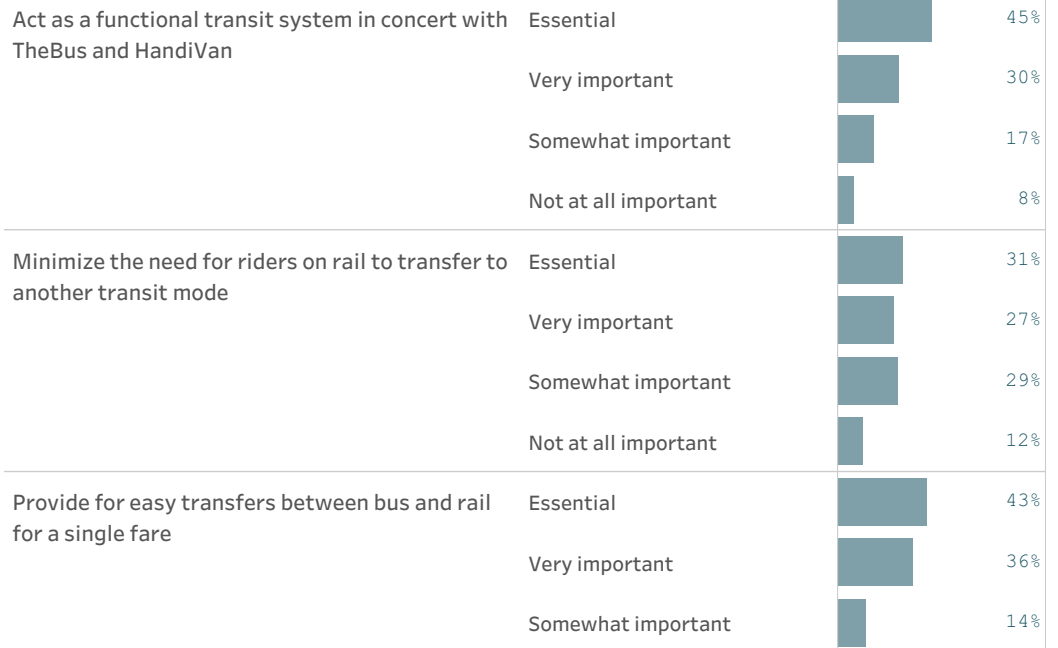 Act as a functional transit system in concert with Essential 45%
TheBus and HandiVan
Very important 30%
Somewhat important 17%
Not at all important 8%
Minimize the need for riders on rail to transfer to Essential 31%
another transit mode
Very important 27%
Somewhat important 29%
Not at all important 12%
Provide for easy transfers between bus and rail Essential 43%
for a single fare
Very important 36%
Somewhat important 14%